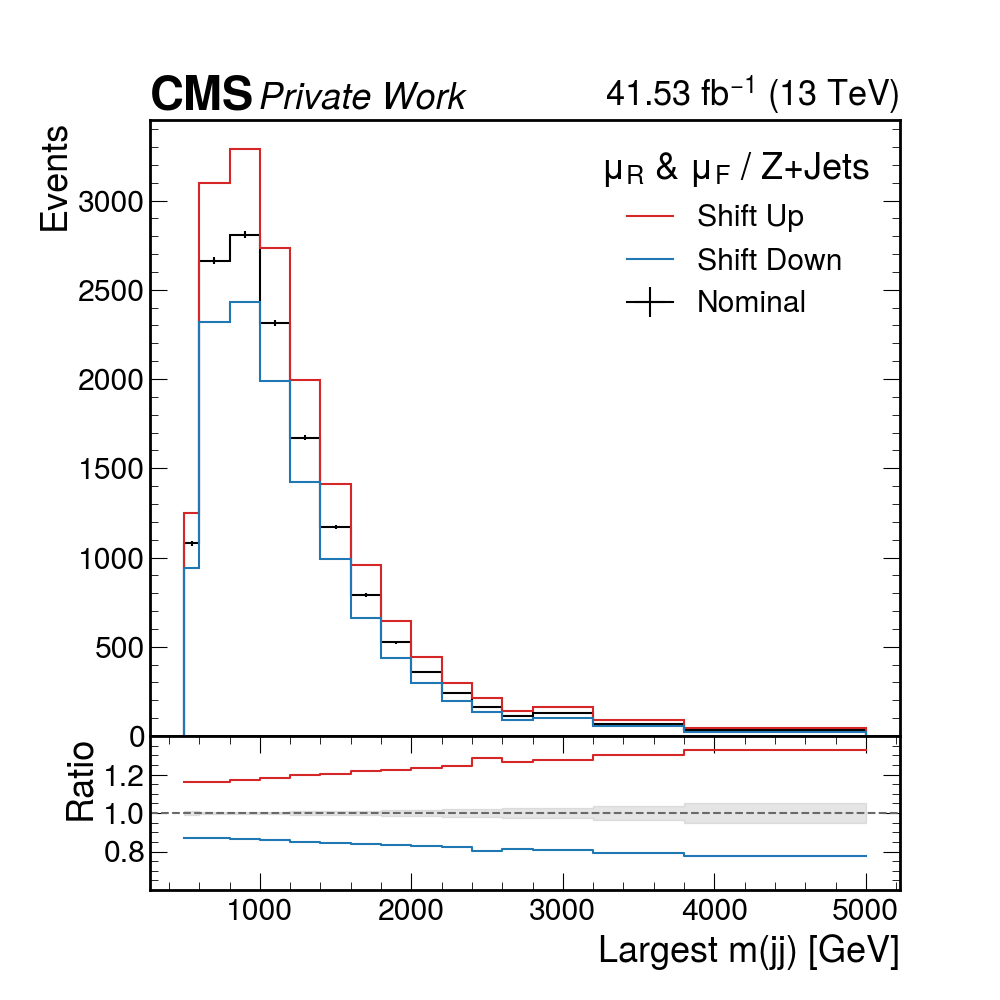 CMS Private Work 41.53 fb⁻¹ (13 TeV)
Events
μR & μF / Z+Jets
Shift Up
Shift Down
Nominal
3000
2500
2000
1500
1000
500
0
Ratio
1.2
1.0
0.8
1000 2000 3000 4000 5000
Largest m(jj) [GeV]